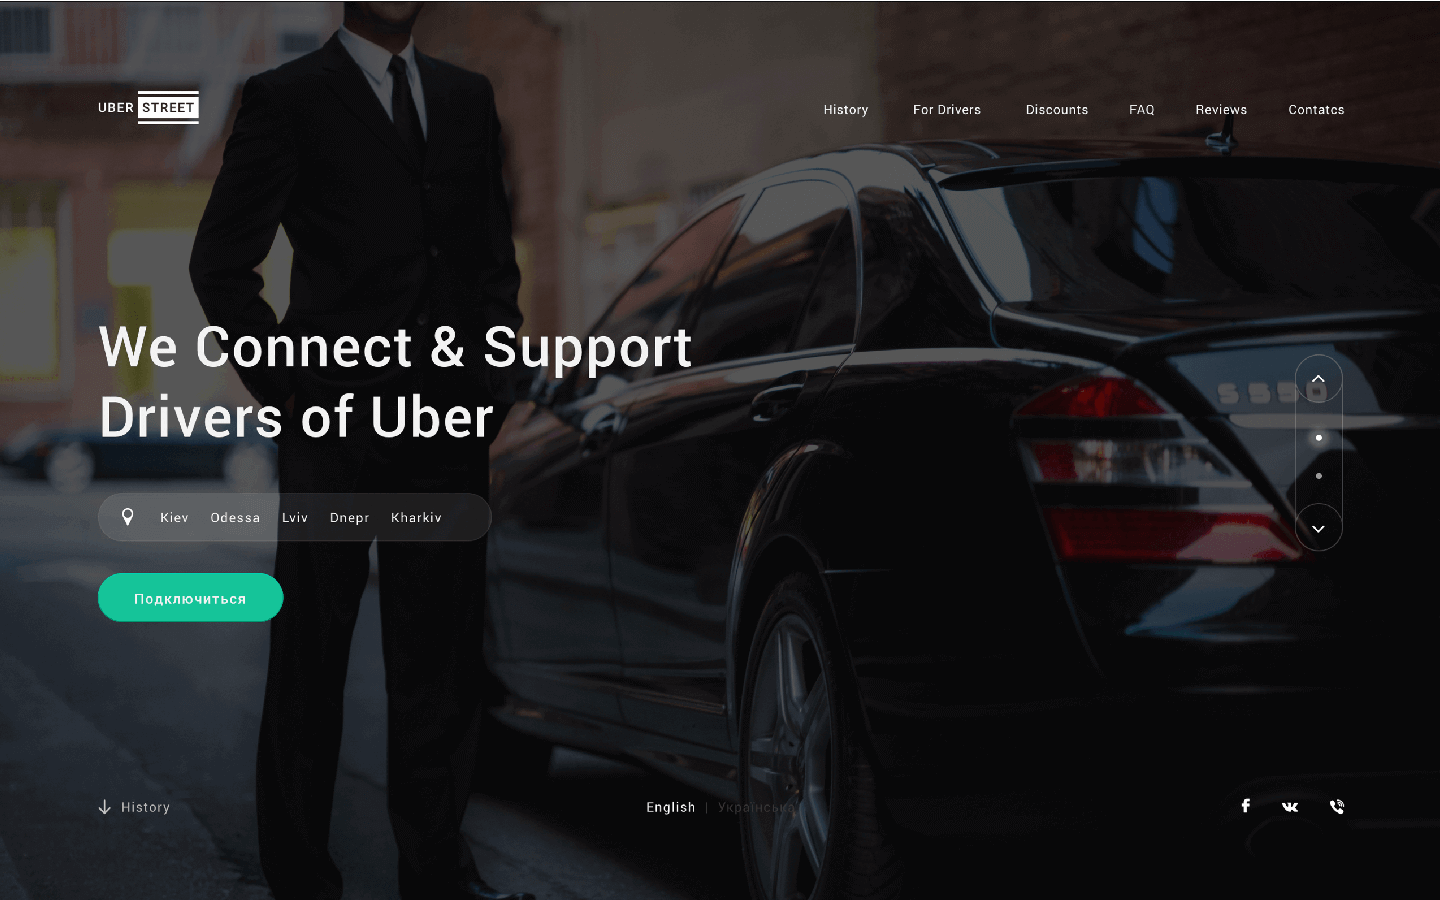 UBER STREET
History For Drivers Discounts FAQ Reviews Contatcs
We Connect & Support
Drivers of Uber
S550
Kiev Odessa Lviv Dnepr Kharkiv
Подключиться
History
English | Українська